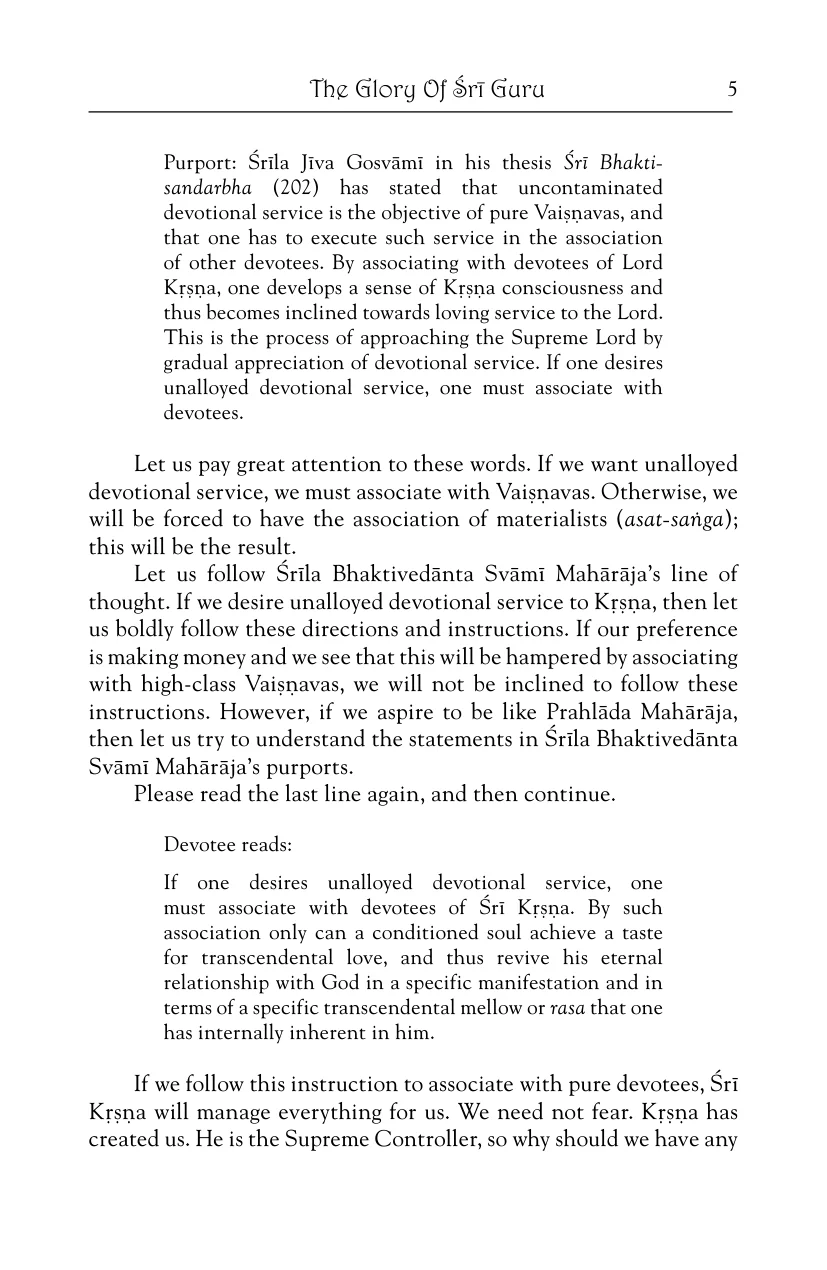 The Glory Of Śrī Guru 5
Purport: Śrīla Jīva Gosvāmī in his thesis Śrī Bhakti-
sandarbha (202) has stated that uncontaminated
devotional service is the objective of pure Vaiṣṇavas, and
that one has to execute such service in the association
of other devotees. By associating with devotees of Lord
Kṛṣṇa, one develops a sense of Kṛṣṇa consciousness and
thus becomes inclined towards loving service to the Lord.
This is the process of approaching the Supreme Lord by
gradual appreciation of devotional service. If one desires
unalloyed devotional service, one must associate with
devotees.
Let us pay great attention to these words. If we want unalloyed
devotional service, we must associate with Vaiṣṇavas. Otherwise, we
will be forced to have the association of materialists (asat-saṅga);
this will be the result.
Let us follow Śrīla Bhaktivedānta Svāmī Mahārāja’s line of
thought. If we desire unalloyed devotional service to Kṛṣṇa, then let
us boldly follow these directions and instructions. If our preference
is making money and we see that this will be hampered by associating
with high-class Vaiṣṇavas, we will not be inclined to follow these
instructions. However, if we aspire to be like Prahlāda Mahārāja,
then let us try to understand the statements in Śrīla Bhaktivedānta
Svāmī Mahārāja’s purports.
Please read the last line again, and then continue.
Devotee reads:
If one desires unalloyed devotional service, one
must associate with devotees of Śrī Kṛṣṇa. By such
association only can a conditioned soul achieve a taste
for transcendental love, and thus revive his eternal
relationship with God in a specific manifestation and in
terms of a specific transcendental mellow or rasa that one
has internally inherent in him.
If we follow this instruction to associate with pure devotees, Śrī
Kṛṣṇa will manage everything for us. We need not fear. Kṛṣṇa has
created us. He is the Supreme Controller, so why should we have any